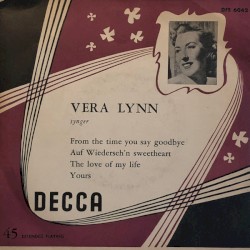 VERA LYNN
synger
From the time you say goodbye
Auf Wiederseh'n sweetheart
The love of my life
Yours
DECCA
45